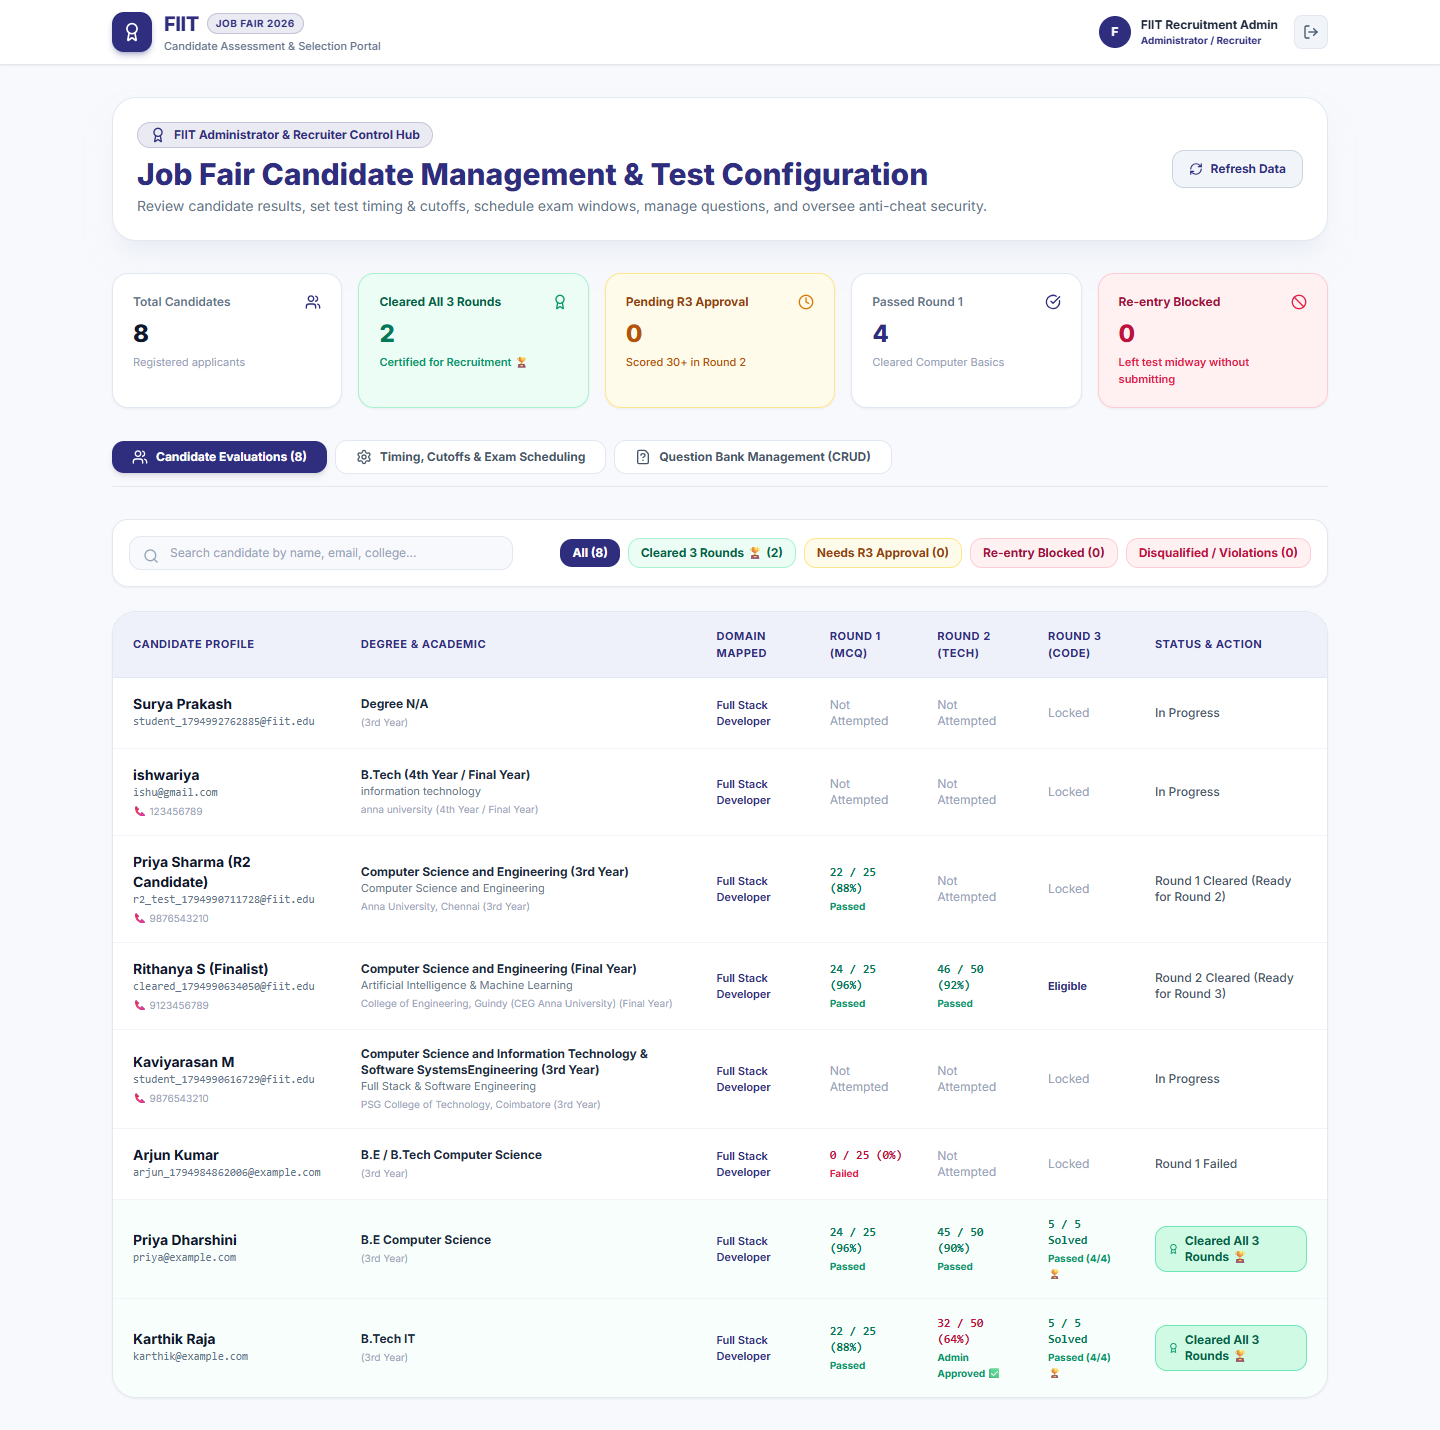 FIIT JOB FAIR 2026
Candidate Assessment & Selection Portal
F
FIIT Recruitment Admin
Administrator / Recruiter
FIIT Administrator & Recruiter Control Hub
Job Fair Candidate Management & Test Configuration
Review candidate results, set test timing & cutoffs, schedule exam windows, manage questions, and oversee anti-cheat security.
Refresh Data
Total Candidates
8
Registered applicants
Cleared All 3 Rounds
2
Certified for Recruitment 🏆
Pending R3 Approval
0
Scored 30+ in Round 2
Passed Round 1
4
Cleared Computer Basics
Re-entry Blocked
0
Left test midway without
submitting
Candidate Evaluations (8)
Timing, Cutoffs & Exam Scheduling
Question Bank Management (CRUD)
Search candidate by name, email, college...
All (8)
Cleared 3 Rounds 🏆 (2)
Needs R3 Approval (0)
Re-entry Blocked (0)
Disqualified / Violations (0)
CANDIDATE PROFILE
DEGREE & ACADEMIC
DOMAIN
MAPPED
ROUND 1
(MCQ)
ROUND 2
(TECH)
ROUND 3
(CODE)
STATUS & ACTION
Surya Prakash
student_1794992762885@fiit.edu
Degree N/A
(3rd Year)
Full Stack
Developer
Not
Attempted
Not
Attempted
Locked
In Progress
ishwariya
ishu@gmail.com
📞 123456789
B.Tech (4th Year / Final Year)
information technology
anna university (4th Year / Final Year)
Full Stack
Developer
Not
Attempted
Not
Attempted
Locked
In Progress
Priya Sharma (R2
Candidate)
r2_test_1794990711728@fiit.edu
📞 9876543210
Computer Science and Engineering (3rd Year)
Computer Science and Engineering
Anna University, Chennai (3rd Year)
Full Stack
Developer
22 / 25
(88%)
Passed
Not
Attempted
Locked
Round 1 Cleared (Ready
for Round 2)
Rithanya S (Finalist)
cleared_1794990634050@fiit.edu
📞 9123456789
Computer Science and Engineering (Final Year)
Artificial Intelligence & Machine Learning
College of Engineering, Guindy (CEG Anna University) (Final Year)
Full Stack
Developer
24 / 25
(96%)
Passed
46 / 50
(92%)
Passed
Eligible
Round 2 Cleared (Ready
for Round 3)
Kaviyarasan M
student_1794990616729@fiit.edu
📞 9876543210
Computer Science and Information Technology &
Software SystemsEngineering (3rd Year)
Full Stack & Software Engineering
PSG College of Technology, Coimbatore (3rd Year)
Full Stack
Developer
Not
Attempted
Not
Attempted
Locked
In Progress
Arjun Kumar
arjun_1794984862006@example.com
B.E / B.Tech Computer Science
(3rd Year)
Full Stack
Developer
0 / 25 (0%)
Failed
Not
Attempted
Locked
Round 1 Failed
Priya Dharshini
priya@example.com
B.E Computer Science
(3rd Year)
Full Stack
Developer
24 / 25
(96%)
Passed
45 / 50
(90%)
Passed
5 / 5
Solved
Passed (4/4)
🏆
Cleared All 3
Rounds 🏆
Karthik Raja
karthik@example.com
B.Tech IT
(3rd Year)
Full Stack
Developer
22 / 25
(88%)
Passed
32 / 50
(64%)
Admin
Approved ✅
5 / 5
Solved
Passed (4/4)
🏆
Cleared All 3
Rounds 🏆